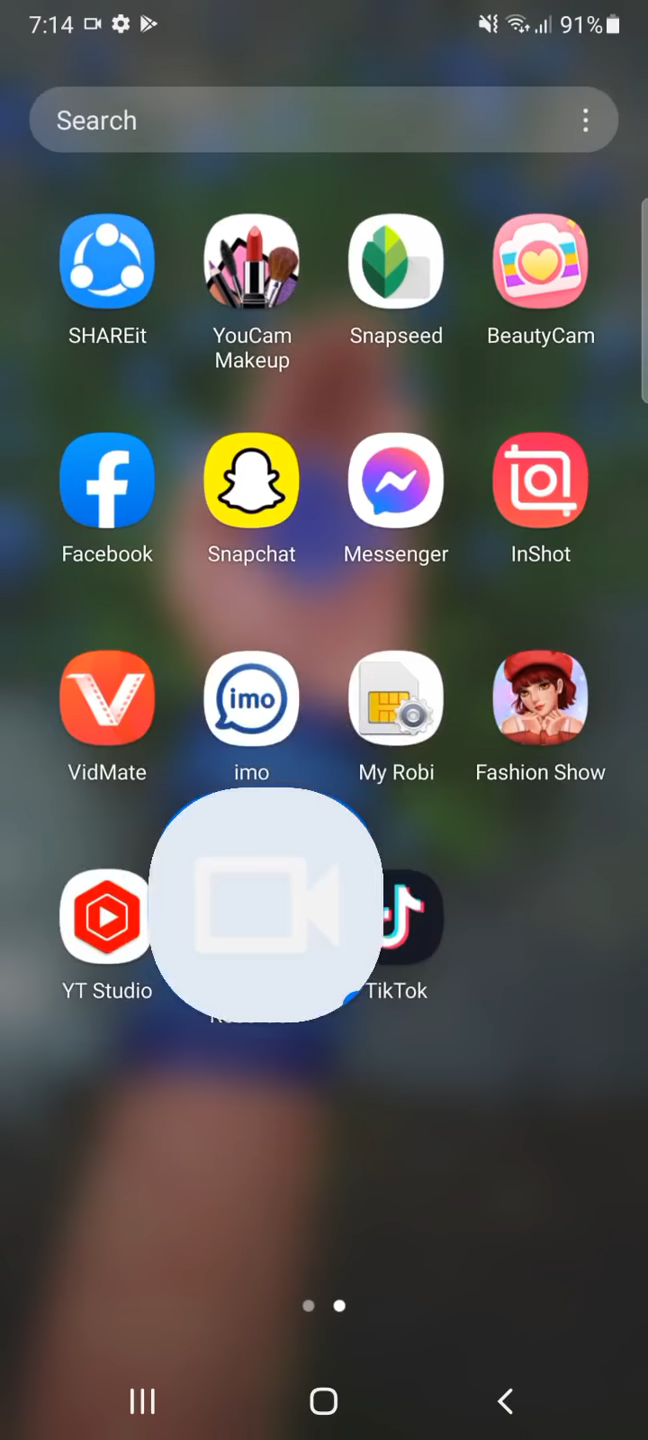 7:14
91%
Search
SHAREit
YouCam
Makeup
Snapseed
BeautyCam
Facebook
Snapchat
Messenger
InShot
imo
VidMate
imo
My Robi
Fashion Show
YT Studio
TikTok